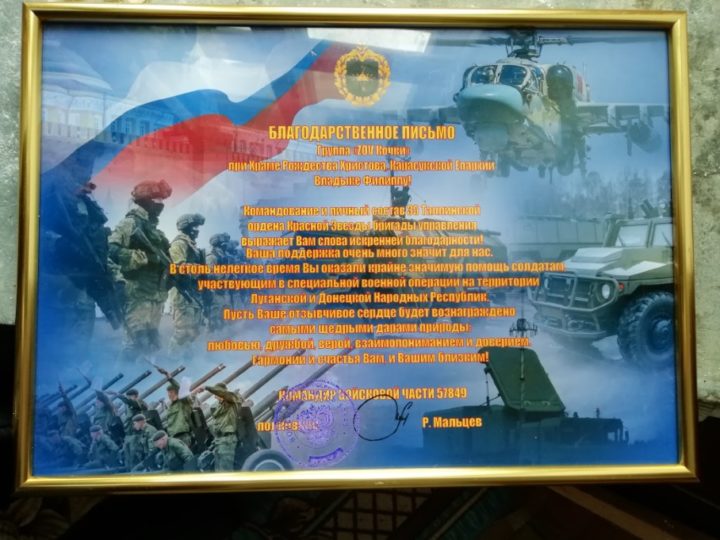 БЛАГОДАРСТВЕННОЕ ПИСЬМО
Группа «ZOV Кочки»
при Храме Рождества Христова, Карасукской Епархии
Владыке Филиппу!
Командование и личный состав 35 Таллинской
ордена Красной Звезды бригады управления
выражает Вам слова искренней благодарности!
Ваша поддержка очень много значит для нас.
В столь нелегкое время Вы оказали крайне значимую помощь солдатам,
участвующим в специальной военной операции на территории
Луганской и Донецкой Народных Республик.
Пусть Ваше отзывчивое сердце будет вознаграждено
самыми щедрыми дарами природы:
любовью, дружбой, верой, взаимопониманием и доверием.
Гармонии и счастья Вам, и Вашим близким!
КОМАНДИР ВОЙСКОВОЙ ЧАСТИ 57849
Р. Мальцев